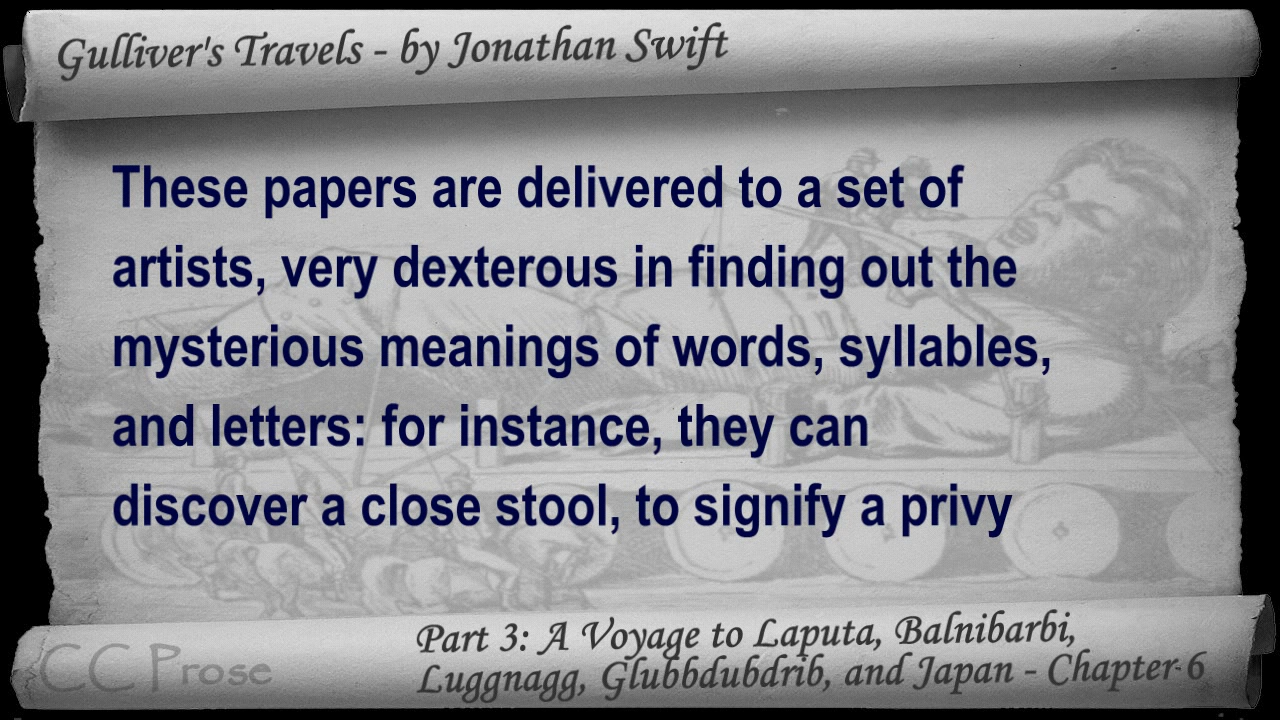 Gulliver's Travels - by Jonathan Swift
These papers are delivered to a set of
artists, very dexterous in finding out the
mysterious meanings of words, syllables,
and letters: for instance, they can
discover a close stool, to signify a privy
Part 3: A Voyage to Laputa, Balnibarbi,
Luggnagg, Glubbdubdrib, and Japan - Chapter 6
CC Prose